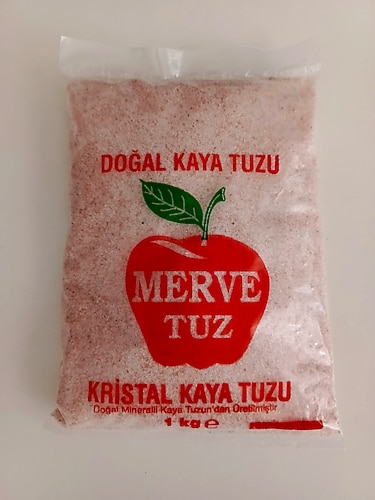 DOĞAL KAYA TUZU
MERVE
TUZ
KRİSTAL KAYA TUZU
Doğal Mineralli Kaya Tuzun'dan Üretilmiştir
1 kg ℮